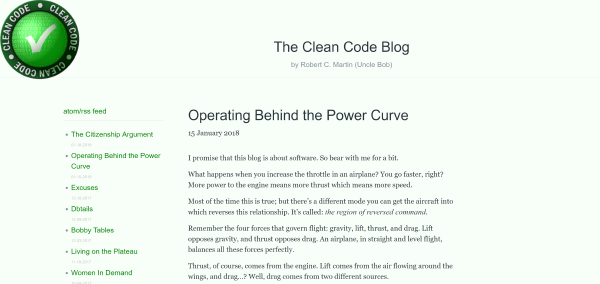 CLEAN CODE
CLEAN CODE
CLEAN CODE
The Clean Code Blog
by Robert C. Martin (Uncle Bob)
atom/rss feed
The Citizenship Argument
Operating Behind the Power
Curve
Excuses
Dbtails
Bobby Tables
Living on the Plateau
Women In Demand
Operating Behind the Power Curve
15 January 2018
I promise that this blog is about software. So bear with me for a bit.
What happens when you increase the throttle in an airplane? You go faster, right?
More power to the engine means more thrust which means more speed.
Most of the time this is true; but there's a different mode you can get the aircraft into
which reverses this relationship. It's called: the region of reversed command.
Remember the four forces that govern flight: gravity, lift, thrust, and drag. Lift
opposes gravity, and thrust opposes drag. An airplane, in straight and level flight,
balances all these forces perfectly.
Thrust, of course, comes from the engine. Lift comes from the air flowing around the
wings, and drag...? Well, drag comes from two different sources.